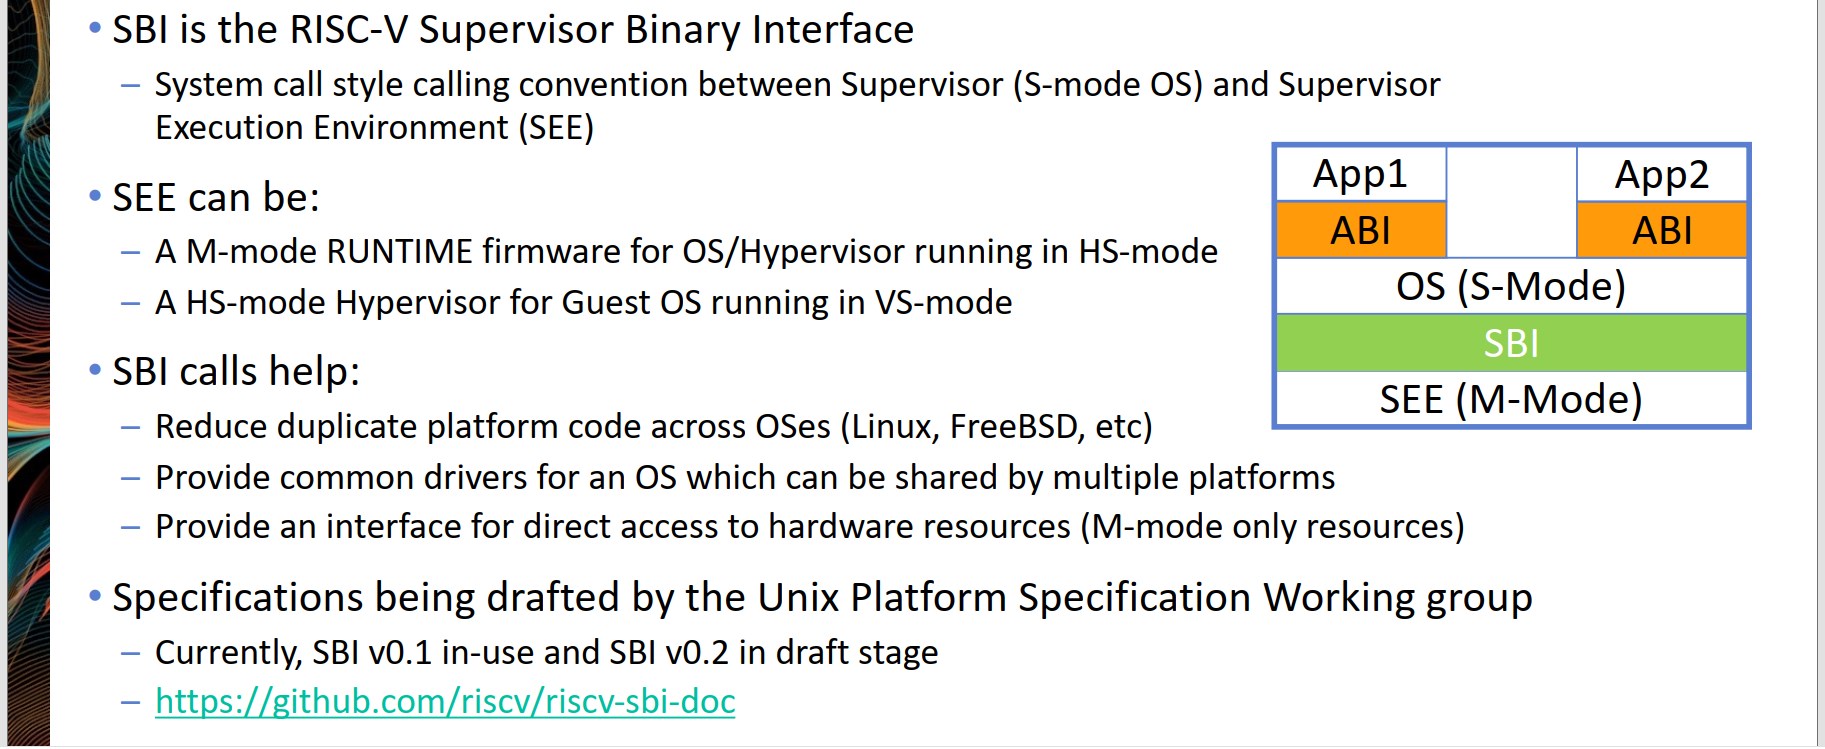 • SBI is the RISC-V Supervisor Binary Interface
– System call style calling convention between Supervisor (S-mode OS) and Supervisor
Execution Environment (SEE)
• SEE can be:
– A M-mode RUNTIME firmware for OS/Hypervisor running in HS-mode
– A HS-mode Hypervisor for Guest OS running in VS-mode
• SBI calls help:
– Reduce duplicate platform code across OSes (Linux, FreeBSD, etc)
– Provide common drivers for an OS which can be shared by multiple platforms
– Provide an interface for direct access to hardware resources (M-mode only resources)
• Specifications being drafted by the Unix Platform Specification Working group
– Currently, SBI v0.1 in-use and SBI v0.2 in draft stage
– https://github.com/riscv/riscv-sbi-doc
App1 App2
ABI ABI
OS (S-Mode)
SBI
SEE (M-Mode)